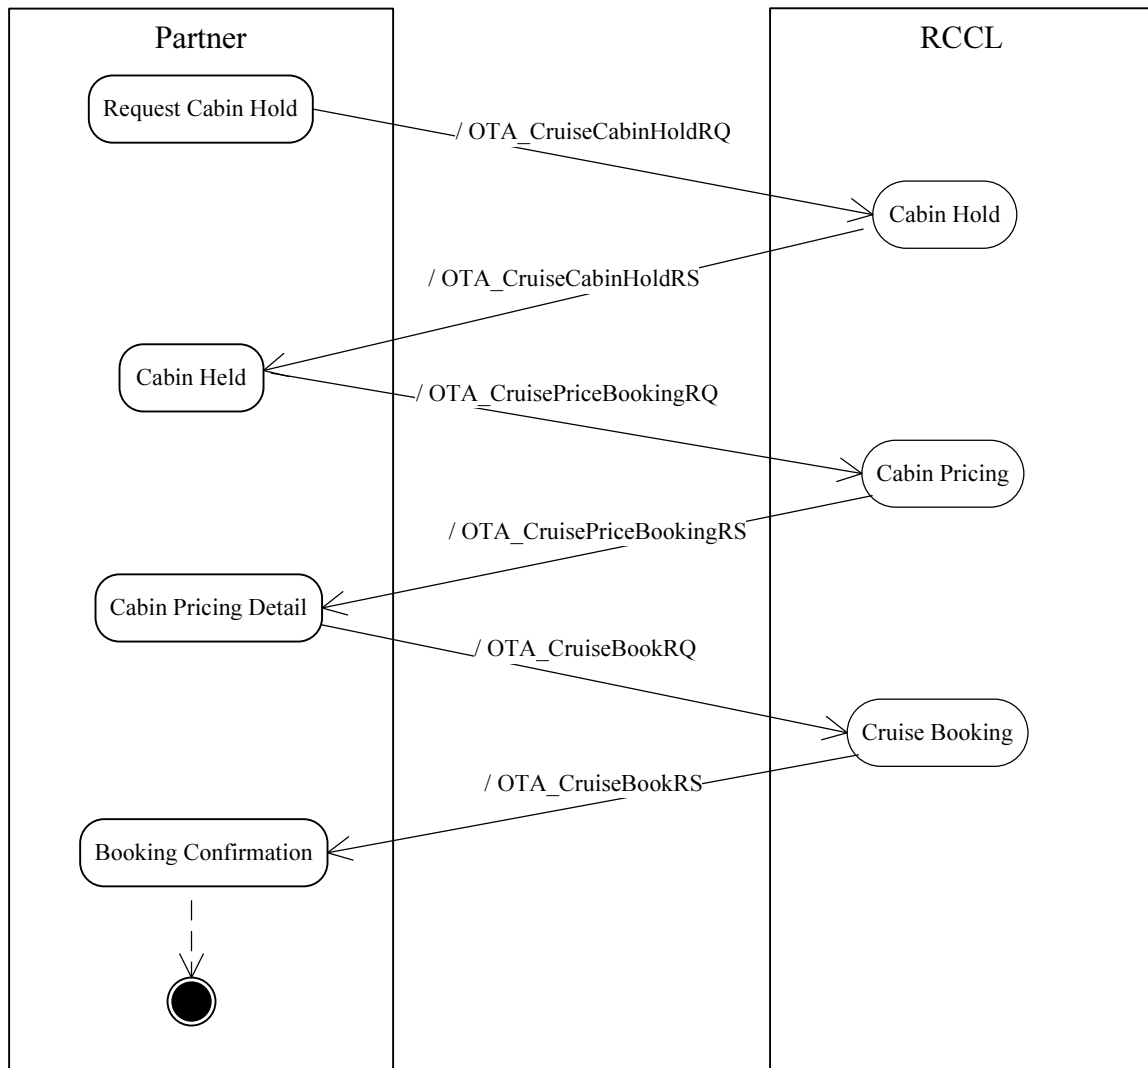 Partner
RCCL
Request Cabin Hold
/ OTA_CruiseCabinHoldRQ
Cabin Hold
/ OTA_CruiseCabinHoldRS
Cabin Held
/ OTA_CruisePriceBookingRQ
Cabin Pricing
/ OTA_CruisePriceBookingRS
Cabin Pricing Detail
/ OTA_CruiseBookRQ
Cruise Booking
/ OTA_CruiseBookRS
Booking Confirmation